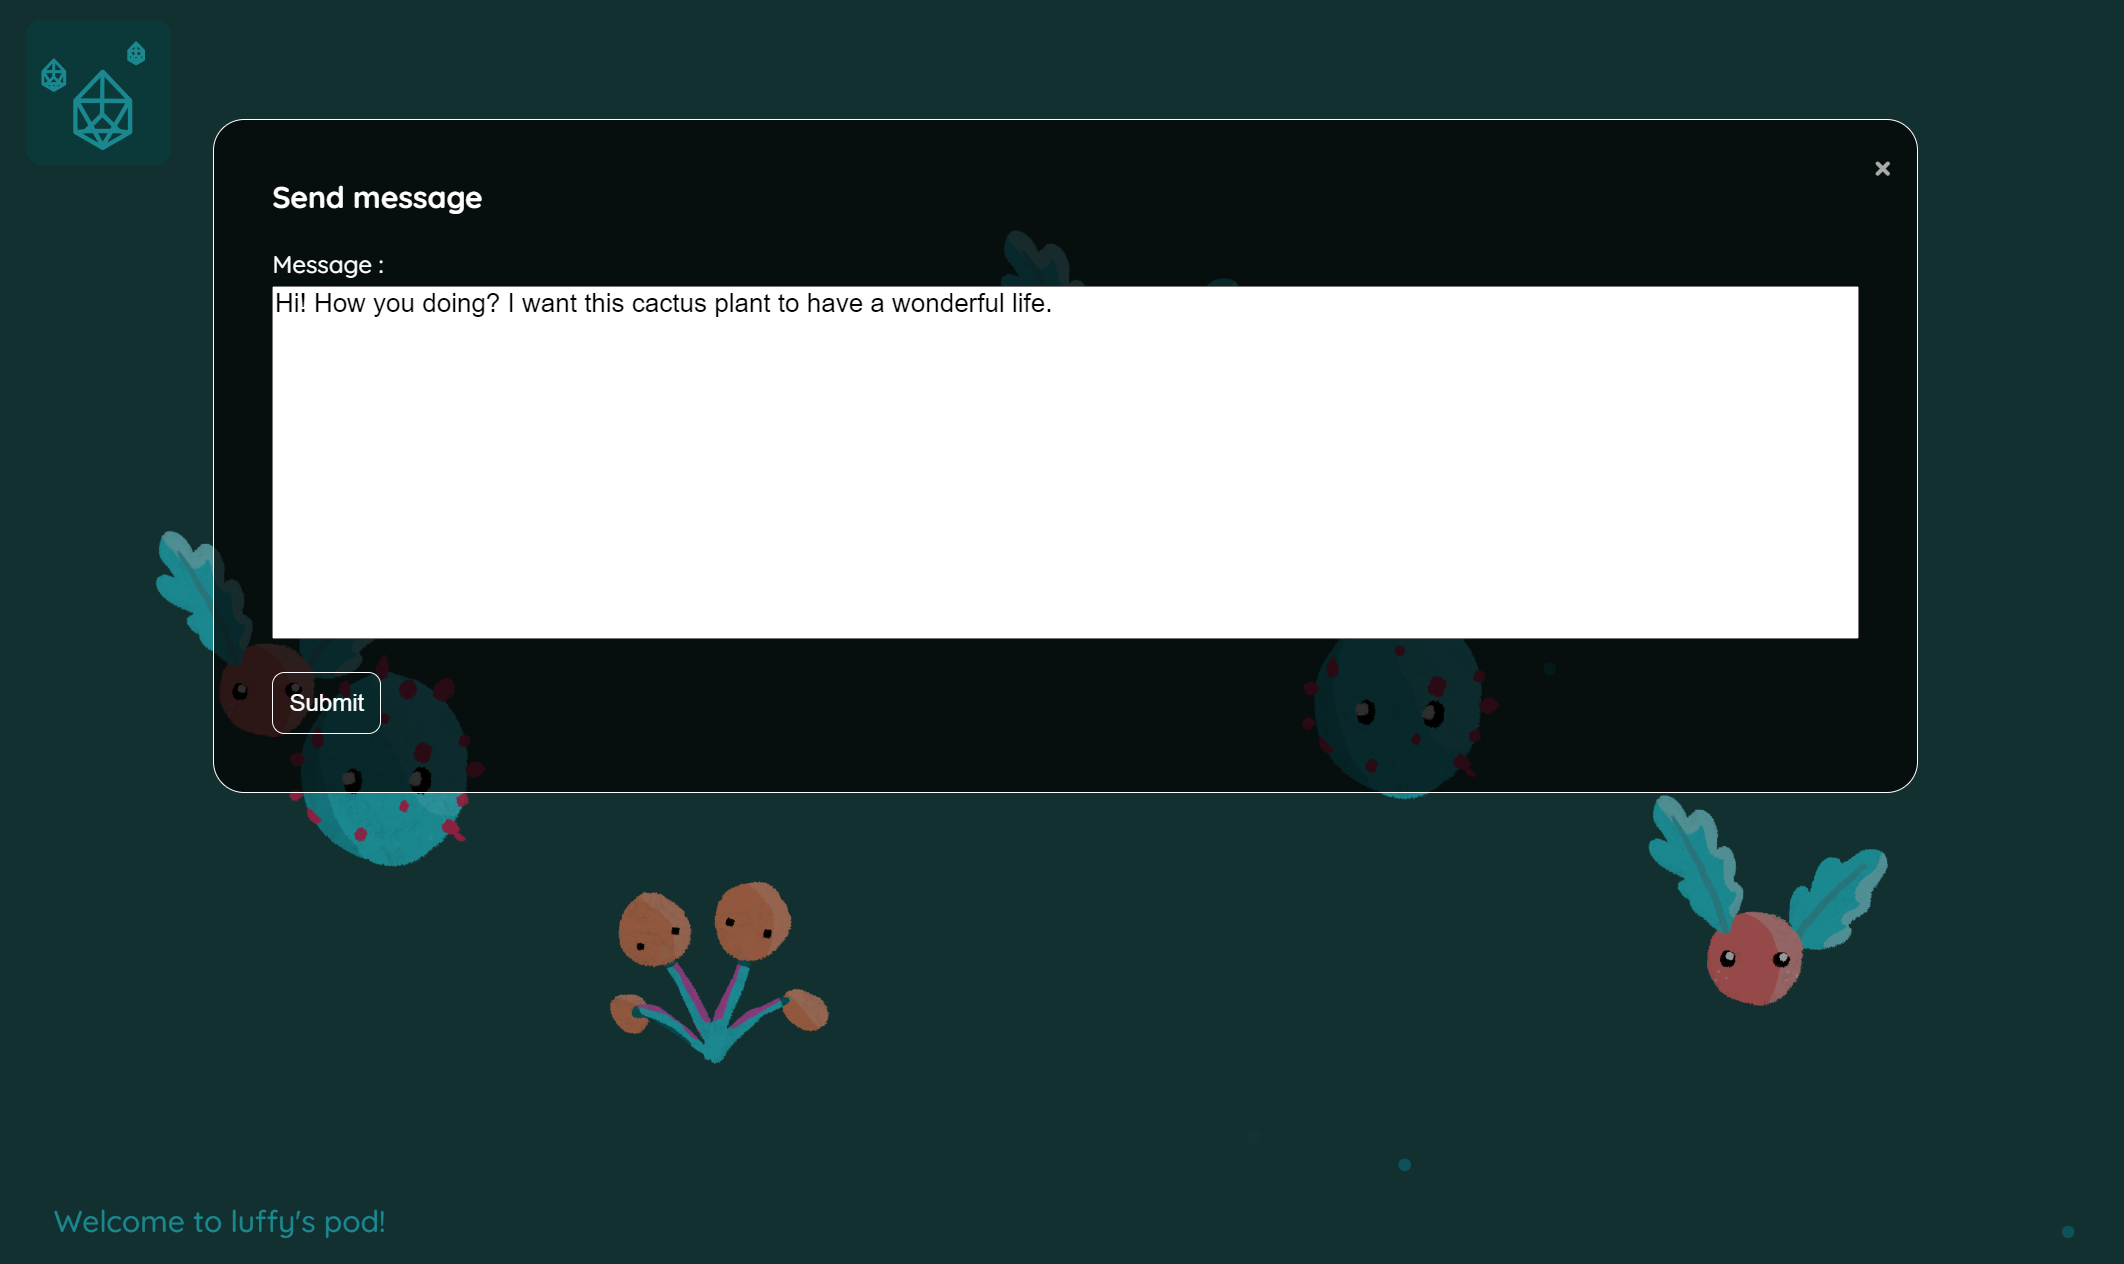 Send message
Message :
Hi! How you doing? I want this cactus plant to have a wonderful life.
Submit
Welcome to luffy's pod!